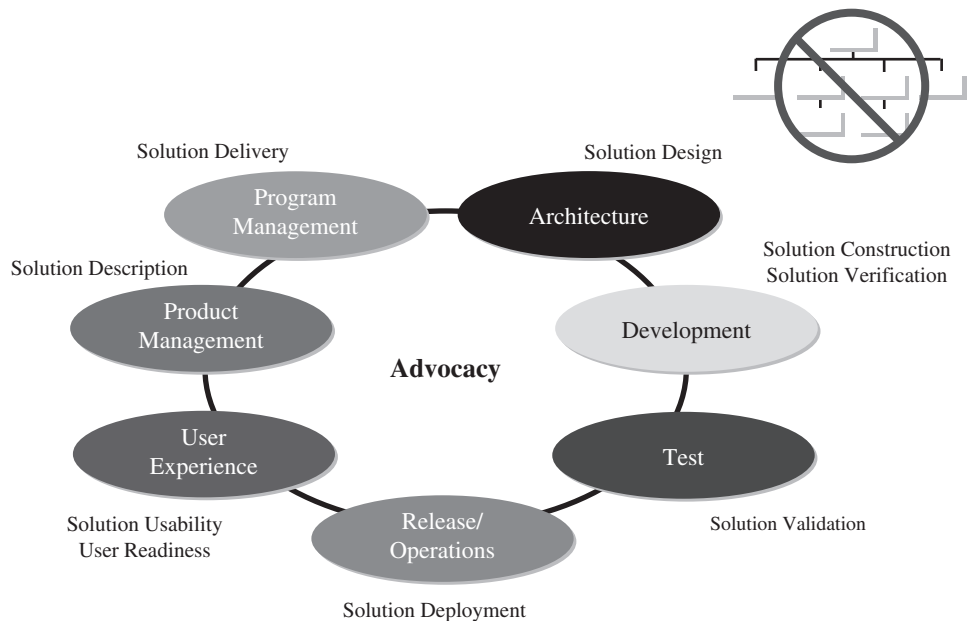 Solution Delivery
Solution Design
Program
Management
Architecture
Solution Construction
Solution Verification
Solution Description
Product
Management
Development
Advocacy
User
Experience
Test
Solution Usability
User Readiness
Release/
Operations
Solution Validation
Solution Deployment